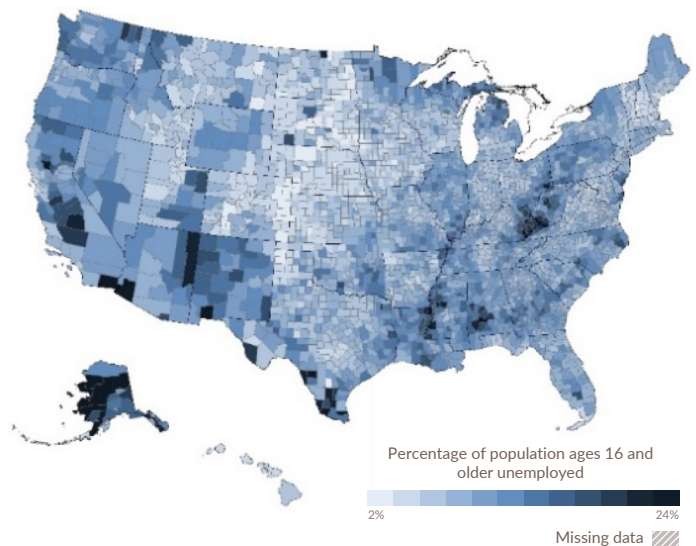 Percentage of population ages 16 and
older unemployed
2%
24%
Missing data